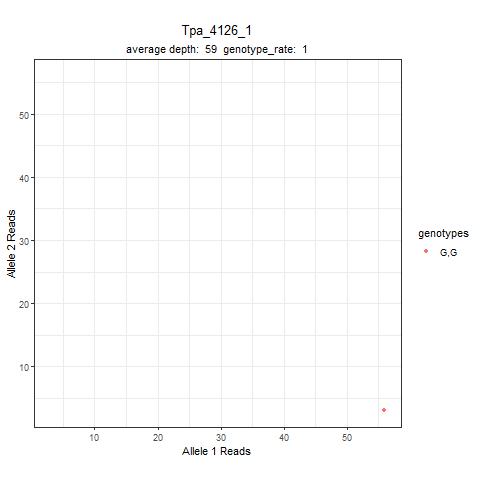 Tpa_4126_1
average depth: 59 genotype_rate: 1
Allele 2 Reads
50
40
30
20
10
10 20 30 40 50
Allele 1 Reads
genotypes
G,G